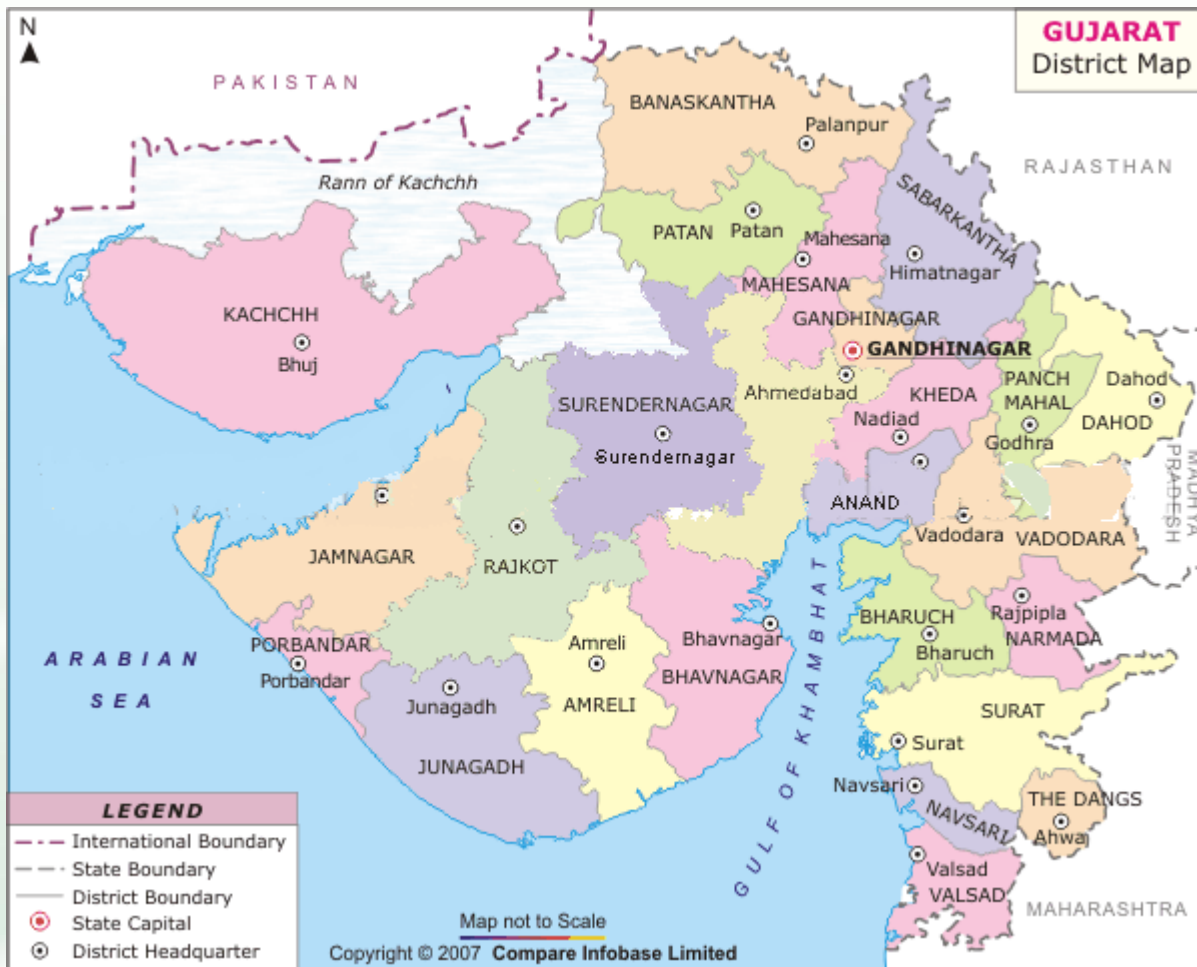 N
GUJARAT
District Map
PAKISTAN
BANASKANTHA
Palanpur
RAJASTHAN
Rann of Kachchh
SABARKANTHA
PATAN
Patan
Mahesana
Himatnagar
MAHESANA
KACHCHH
GANDHINAGAR
Bhuj
GANDHINAGAR
Ahmedabad
PANCH
MAHAL
Dahod
DAHOD
KHEDA
SURENDERNAGAR
Nadiad
Godhra
Surendernagar
MADHYA
PRADESH
ANAND
Vadodara
VADODARA
JAMNAGAR
RAJKOT
Rajpipla
NARMADA
BHARUCH
Bharuch
PORBANDAR
Porbandar
Amreli
AMRELI
Bhavnagar
BHAVNAGAR
GULF OF KHAMBHAT
ARABIAN
SEA
Junagadh
JUNAGADH
SURAT
Surat
Navsari
NAVSARI
THE DANGS
Ahwa
Valsad
VALSAD
MAHARASHTRA
LEGEND
International Boundary
State Boundary
District Boundary
State Capital
District Headquarter
Map not to Scale
Copyright © 2007 Compare Infobase Limited